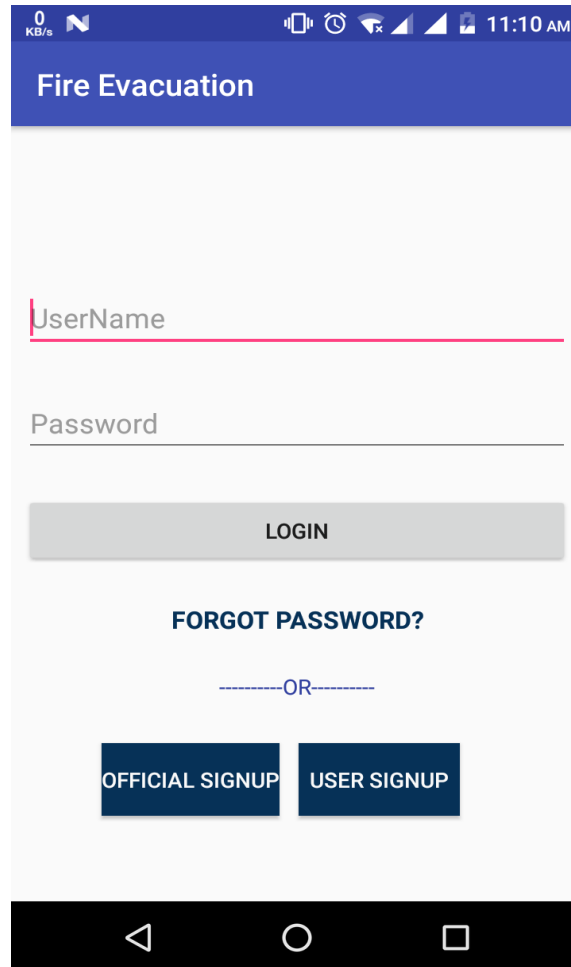 0
KB/s
11:10 AM
Fire Evacuation
UserName
Password
LOGIN
FORGOT PASSWORD?
----------OR----------
OFFICIAL SIGNUP
USER SIGNUP